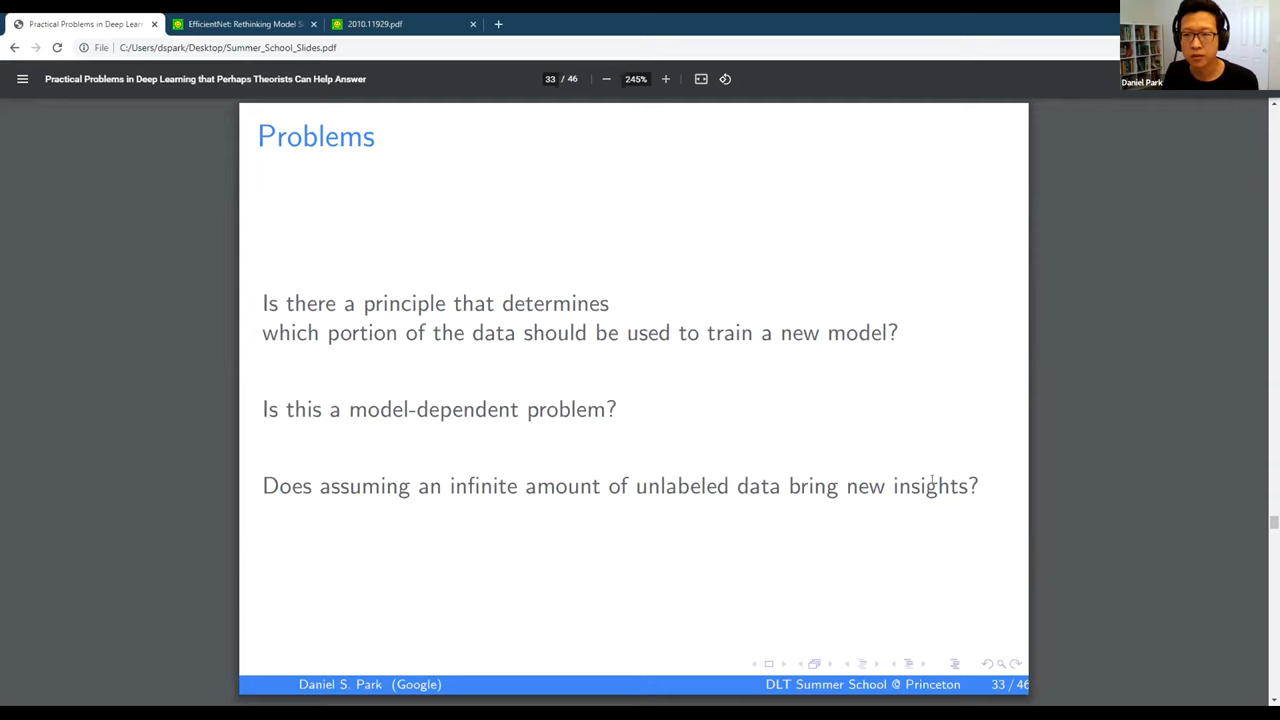 Practical Problems in Deep Lear
EfficientNet: Rethinking Model S
2010.11929.pdf
File
C:/Users/dspark/Desktop/Summer_School_Slides.pdf
Practical Problems in Deep Learning that Perhaps Theorists Can Help Answer
33 / 46
245%
Daniel Park
Problems
Is there a principle that determines
which portion of the data should be used to train a new model?
Is this a model-dependent problem?
Does assuming an infinite amount of unlabeled data bring new insights?
Daniel S. Park (Google)
DLT Summer School @ Princeton
33 / 46